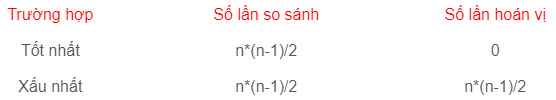 Trường hợp Số lần so sánh Số lần hoán vị
Tốt nhất n*(n-1)/2 0
Xấu nhất n*(n-1)/2 n*(n-1)/2